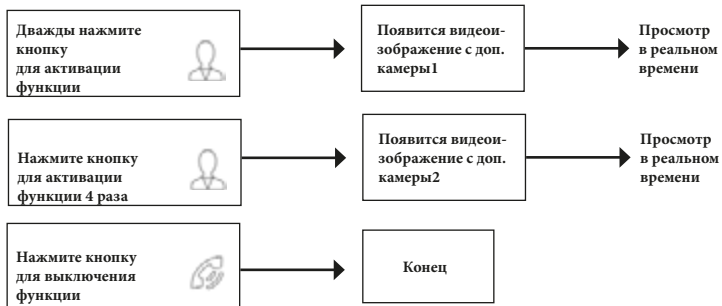 Дважды нажмите
кнопку
для активации
функции
Появится видеои-
зображение с доп.
камеры1
Просмотр
в реальном
времени
Нажмите кнопку
для активации
функции 4 раза
Появится видеои-
зображение с доп.
камеры2
Просмотр
в реальном
времени
Нажмите кнопку
для выключения
функции
Конец